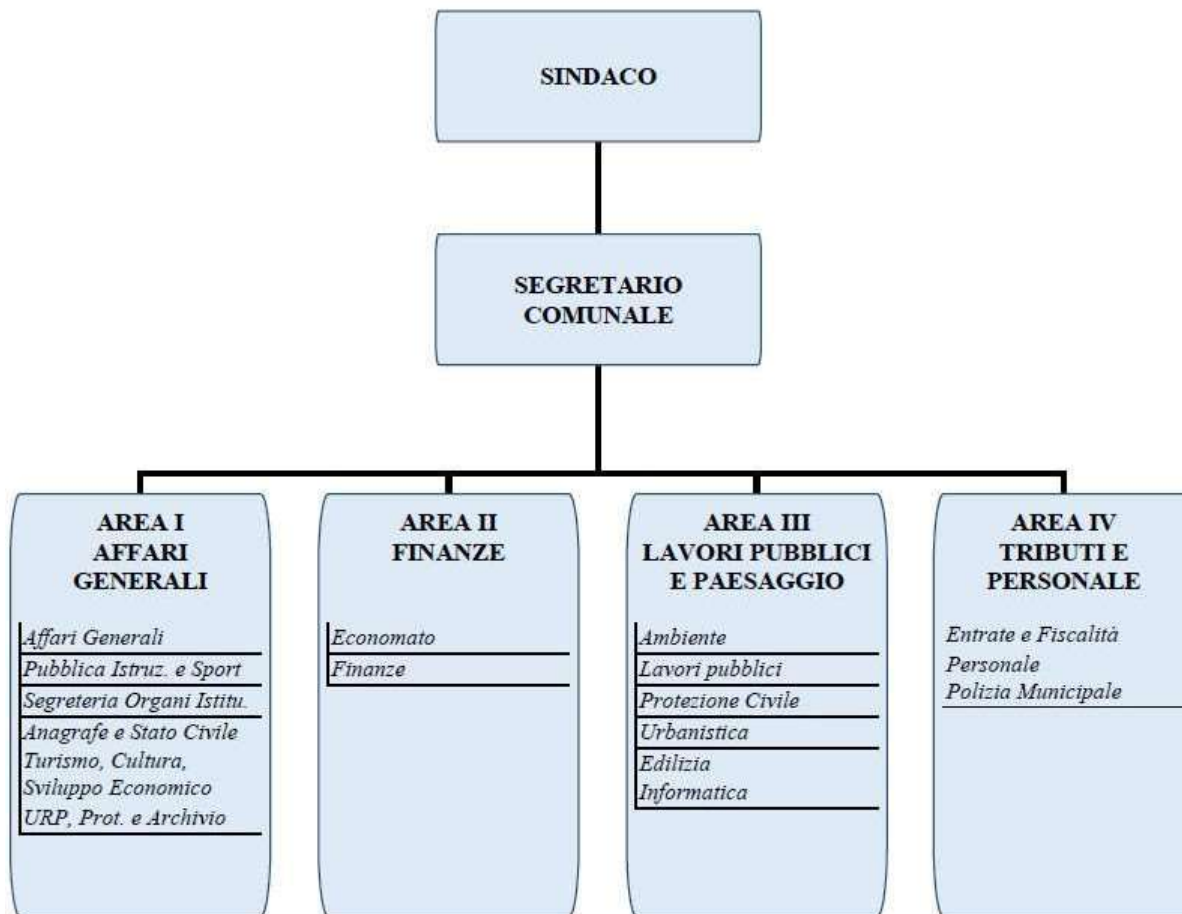 SINDACO
SEGRETARIO
COMUNALE
AREA I
AFFARI
GENERALI
Affari Generali
Pubblica Istruz. e Sport
Segreteria Organi Istitu.
Anagrafe e Stato Civile
Turismo, Cultura,
Sviluppo Economico
URP, Prot. e Archivio
AREA II
FINANZE
Economato
Finanze
AREA III
LAVORI PUBBLICI
E PAESAGGIO
Ambiente
Lavori pubblici
Protezione Civile
Urbanistica
Edilizia
Informatica
AREA IV
TRIBUTI E
PERSONALE
Entrate e Fiscalità
Personale
Polizia Municipale